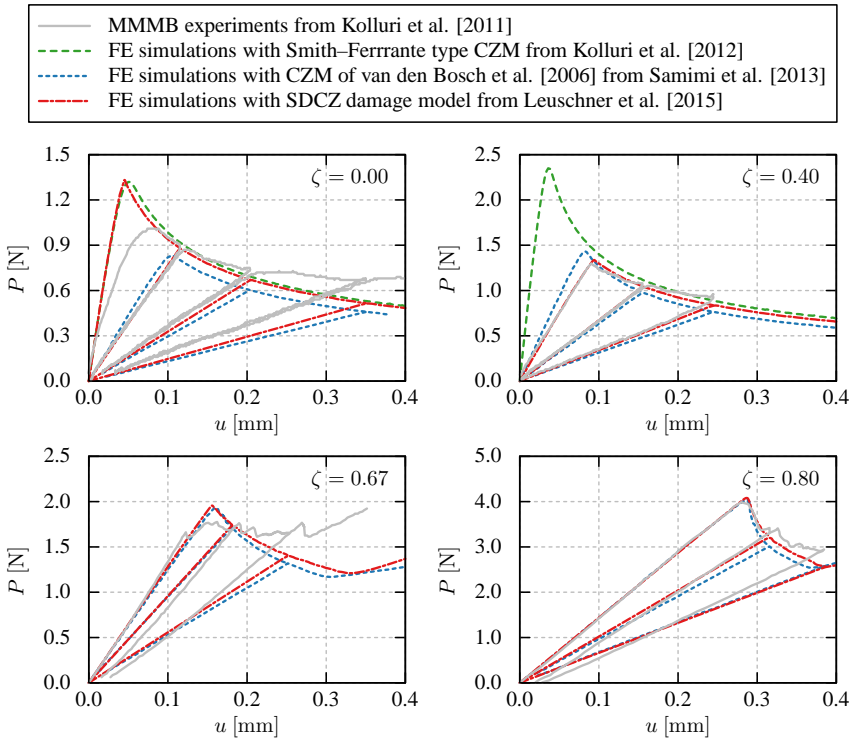 MMMB experiments from Kolluri et al. [2011]
FE simulations with Smith–Ferrrante type CZM from Kolluri et al. [2012]
FE simulations with CZM of van den Bosch et al. [2006] from Samimi et al. [2013]
FE simulations with SDCZ damage model from Leuschner et al. [2015]
ζ = 0.00
P [N]
1.5
1.2
0.9
0.6
0.3
0.0
0.0 0.1 0.2 0.3 0.4
u [mm]
ζ = 0.40
P [N]
2.5
2.0
1.5
1.0
0.5
0.0
0.0 0.1 0.2 0.3 0.4
u [mm]
ζ = 0.67
P [N]
2.5
2.0
1.5
1.0
0.5
0.0
0.0 0.1 0.2 0.3 0.4
u [mm]
ζ = 0.80
P [N]
5.0
4.0
3.0
2.0
1.0
0.0
0.0 0.1 0.2 0.3 0.4
u [mm]